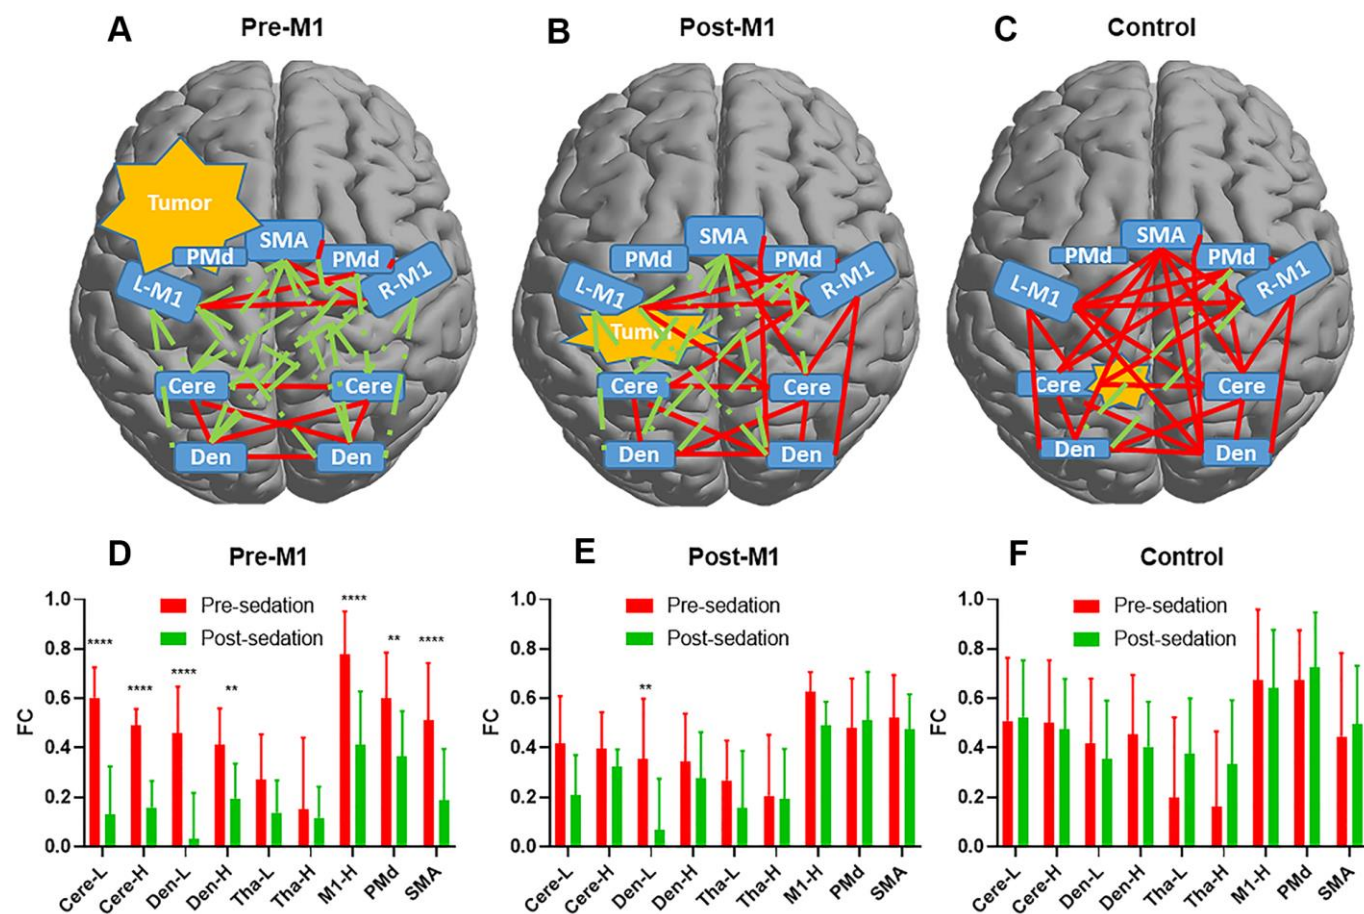 A Pre-M1
B Post-M1
C Control
Tumor
SMA
PMd
PMd
L-M1
R-M1
Cere
Cere
Den
Den
SMA
PMd
PMd
L-M1
R-M1
Tumor
Cere
Cere
Den
Den
SMA
PMd
PMd
L-M1
R-M1
Cere
Cere
Den
Den
D Pre-M1
Pre-sedation
Post-sedation
FC
1.0
0.8
0.6
0.4
0.2
0.0
****
****
****
**
****
**
****
Cere-L
Cere-H
Den-L
Den-H
Tha-L
Tha-H
M1-H
PMd
SMA
E Post-M1
Pre-sedation
Post-sedation
FC
1.0
0.8
0.6
0.4
0.2
0.0
**
Cere-L
Cere-H
Den-L
Den-H
Tha-L
Tha-H
M1-H
PMd
SMA
F Control
Pre-sedation
Post-sedation
FC
1.0
0.8
0.6
0.4
0.2
0.0
Cere-L
Cere-H
Den-L
Den-H
Tha-L
Tha-H
M1-H
PMd
SMA